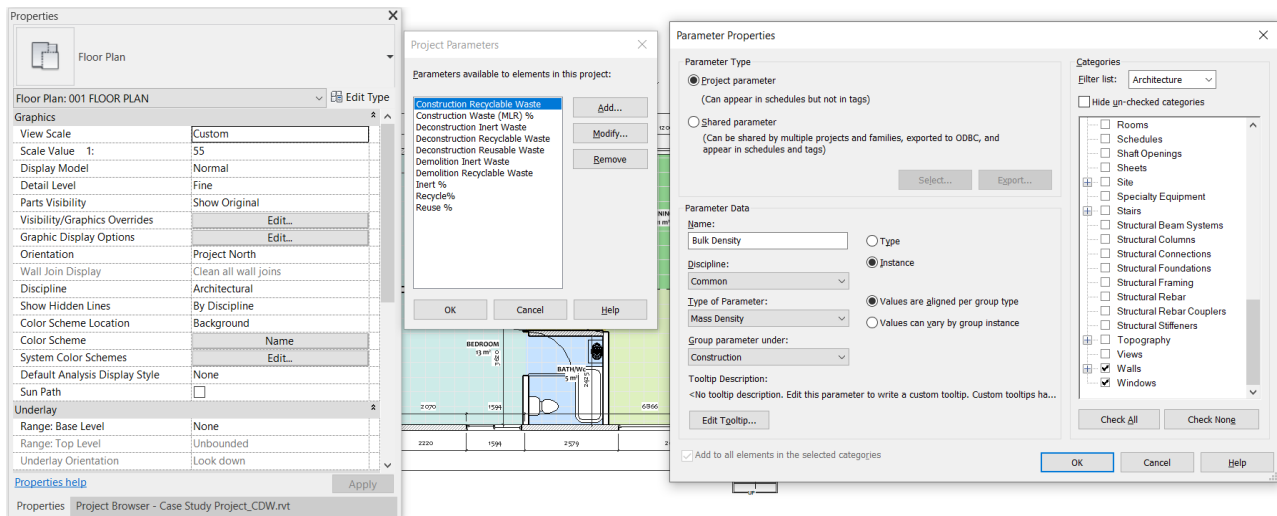 Properties
Floor Plan
Floor Plan: 001 FLOOR PLAN
Edit Type
Graphics
View Scale Custom
Scale Value 1: 55
Display Model Normal
Detail Level Fine
Parts Visibility Show Original
Visibility/Graphics Overrides Edit...
Graphic Display Options Edit...
Orientation Project North
Wall Join Display Clean all wall joins
Discipline Architectural
Show Hidden Lines By Discipline
Color Scheme Location Background
Color Scheme Name
System Color Schemes Edit...
Default Analysis Display Style None
Sun Path
Underlay
Range: Base Level None
Range: Top Level Unbounded
Underlay Orientation Look down
Properties help
Apply
Properties Project Browser - Case Study Project_CDW.rvt
Project Parameters
Parameters available to elements in this project:
Construction Recyclable Waste
Construction Waste (MLR) %
Deconstruction Inert Waste
Deconstruction Recyclable Waste
Deconstruction Reusable Waste
Demolition Inert Waste
Demolition Recyclable Waste
Inert %
Recycle%
Reuse %
Add...
Modify...
Remove
OK Cancel Help
BEDROOM
13 m²
3620
BATH/Wc
5 m²
2425
2070 1594 6866
2220 1594 2579
UP
Parameter Properties
Parameter Type
Project parameter
(Can appear in schedules but not in tags)
Shared parameter
(Can be shared by multiple projects and families, exported to ODBC, and
appear in schedules and tags)
Select... Export...
Parameter Data
Name:
Bulk Density
Type
Discipline:
Instance
Common
Type of Parameter:
Values are aligned per group type
Mass Density
Values can vary by group instance
Group parameter under:
Construction
Tooltip Description:
<No tooltip description. Edit this parameter to write a custom tooltip. Custom tooltips ha...
Edit Tooltip...
Add to all elements in the selected categories
Categories
Filter list: Architecture
Hide un-checked categories
Rooms
Schedules
Shaft Openings
Sheets
Site
Specialty Equipment
Stairs
Structural Beam Systems
Structural Columns
Structural Connections
Structural Foundations
Structural Framing
Structural Rebar
Structural Rebar Couplers
Structural Stiffeners
Topography
Views
Walls
Windows
Check All Check None
OK Cancel Help